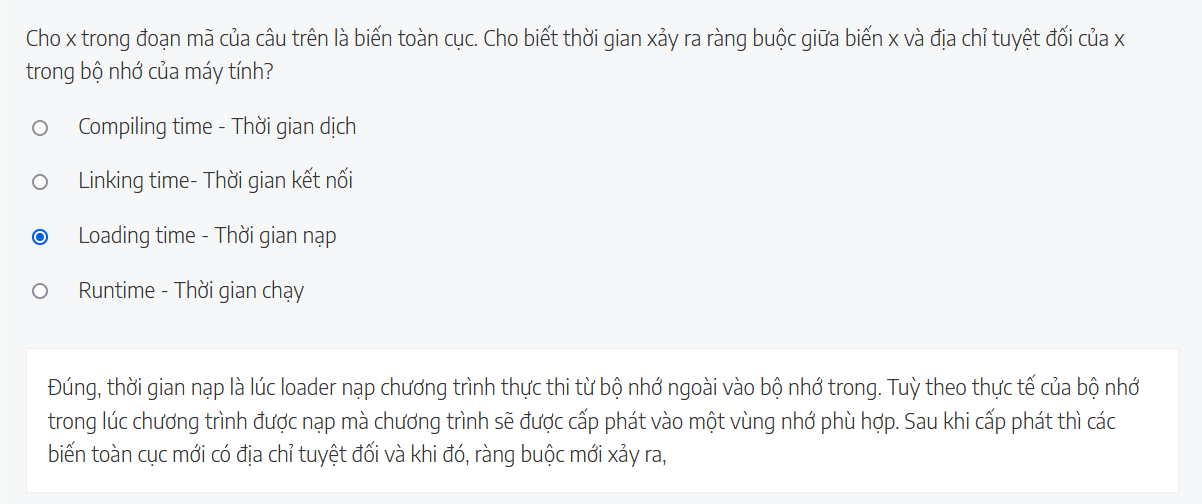 Cho x trong đoạn mã của câu trên là biến toàn cục. Cho biết thời gian xảy ra ràng buộc giữa biến x và địa chỉ tuyệt đối của x
trong bộ nhớ của máy tính?
Compiling time - Thời gian dịch
Linking time- Thời gian kết nối
Loading time - Thời gian nạp
Runtime - Thời gian chạy
Đúng, thời gian nạp là lúc loader nạp chương trình thực thi từ bộ nhớ ngoài vào bộ nhớ trong. Tuỳ theo thực tế của bộ nhớ
trong lúc chương trình được nạp mà chương trình sẽ được cấp phát vào một vùng nhớ phù hợp. Sau khi cấp phát thì các
biến toàn cục mới có địa chỉ tuyệt đối và khi đó, ràng buộc mới xảy ra,